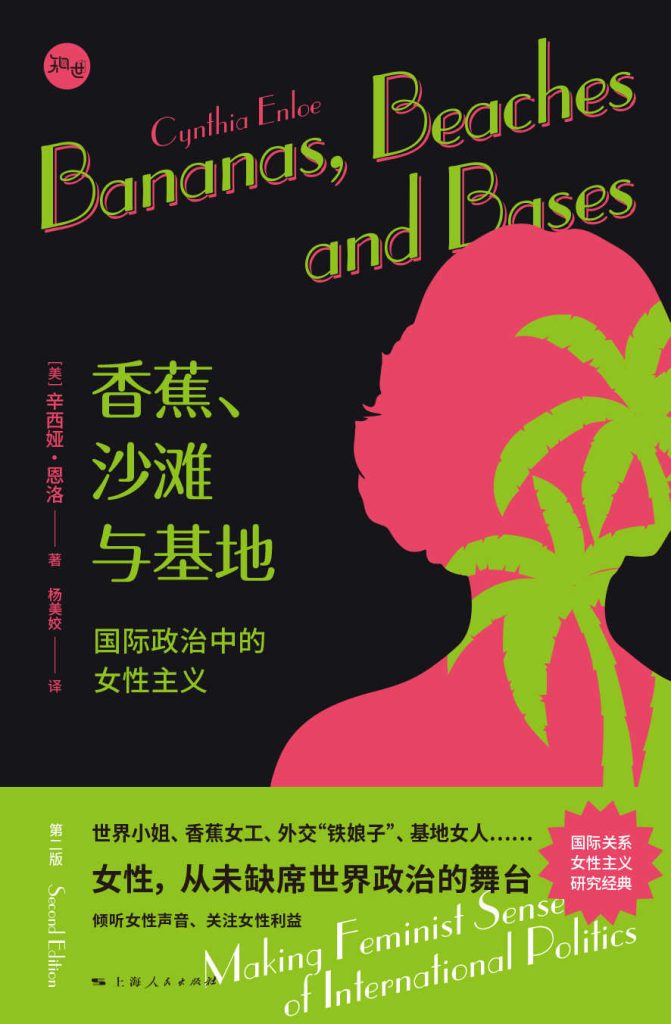 知世
Cynthia Enloe
Bananas, Beaches
and Bases
香蕉、
沙滩
与基地
国际政治中的
女性主义
[美]辛西娅·恩洛——著
杨美姣——译
世界小姐、香蕉女工、外交“铁娘子”、基地女人……
女性，从未缺席世界政治的舞台
倾听女性声音、关注女性利益
国际关系
女性主义
研究经典
第二版 Second Edition
Making Feminist Sense
of International Politics
上海人民出版社